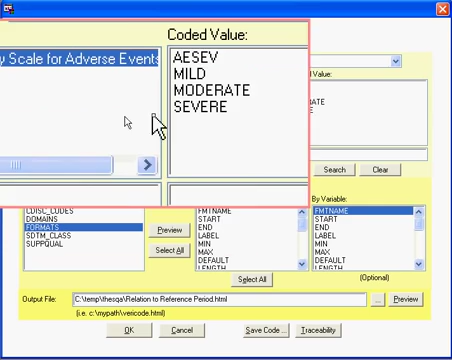 Coded Value:
y Scale for Adverse Events
AESEV
MILD
MODERATE
SEVERE
d Value:
RATE
Search
Clear
CDISC_CODES
DOMAINS
FORMATS
SDTM_CLASS
SUPPQUAL
Preview
Select All
FMTNAME
START
END
LABEL
MIN
MAX
DEFAULT
LENGTH
Select All
By Variable:
FMTNAME
START
END
LABEL
MIN
MAX
DEFAULT
LENGTH
(Optional)
Output File:
C:\temp\thesqa\Relation to Reference Period.html
...
Preview
(i.e. c:\mypath\vericode.html)
OK
Cancel
Save Code ...
Traceability